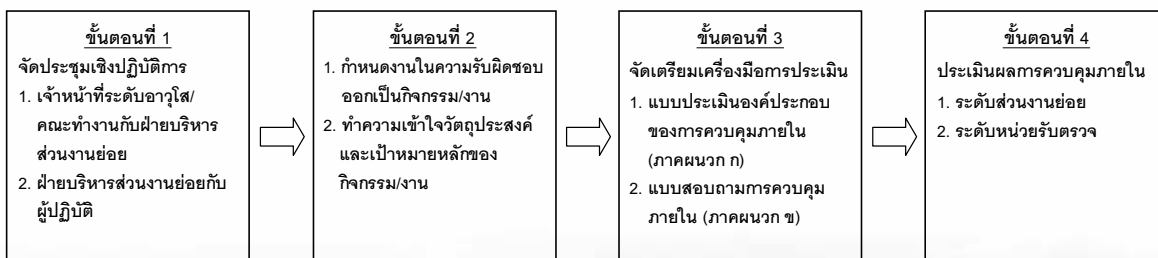 ขั้นตอนที่ 1
จัดประชุมเชิงปฏิบัติการ
1. เจ้าหน้าที่ระดับอาวุโส/
คณะทำงานกับฝ่ายบริหาร
ส่วนงานย่อย
2. ฝ่ายบริหารส่วนงานย่อยกับ
ผู้ปฏิบัติ
ขั้นตอนที่ 2
1. กำหนดงานในความรับผิดชอบ
ออกเป็นกิจกรรม/งาน
2. ทำความเข้าใจวัตถุประสงค์
และเป้าหมายหลักของ
กิจกรรม/งาน
ขั้นตอนที่ 3
จัดเตรียมเครื่องมือการประเมิน
1. แบบประเมินองค์ประกอบ
ของการควบคุมภายใน
(ภาคผนวก ก)
2. แบบสอบถามการควบคุม
ภายใน (ภาคผนวก ข)
ขั้นตอนที่ 4
ประเมินผลการควบคุมภายใน
1. ระดับส่วนงานย่อย
2. ระดับหน่วยรับตรวจ